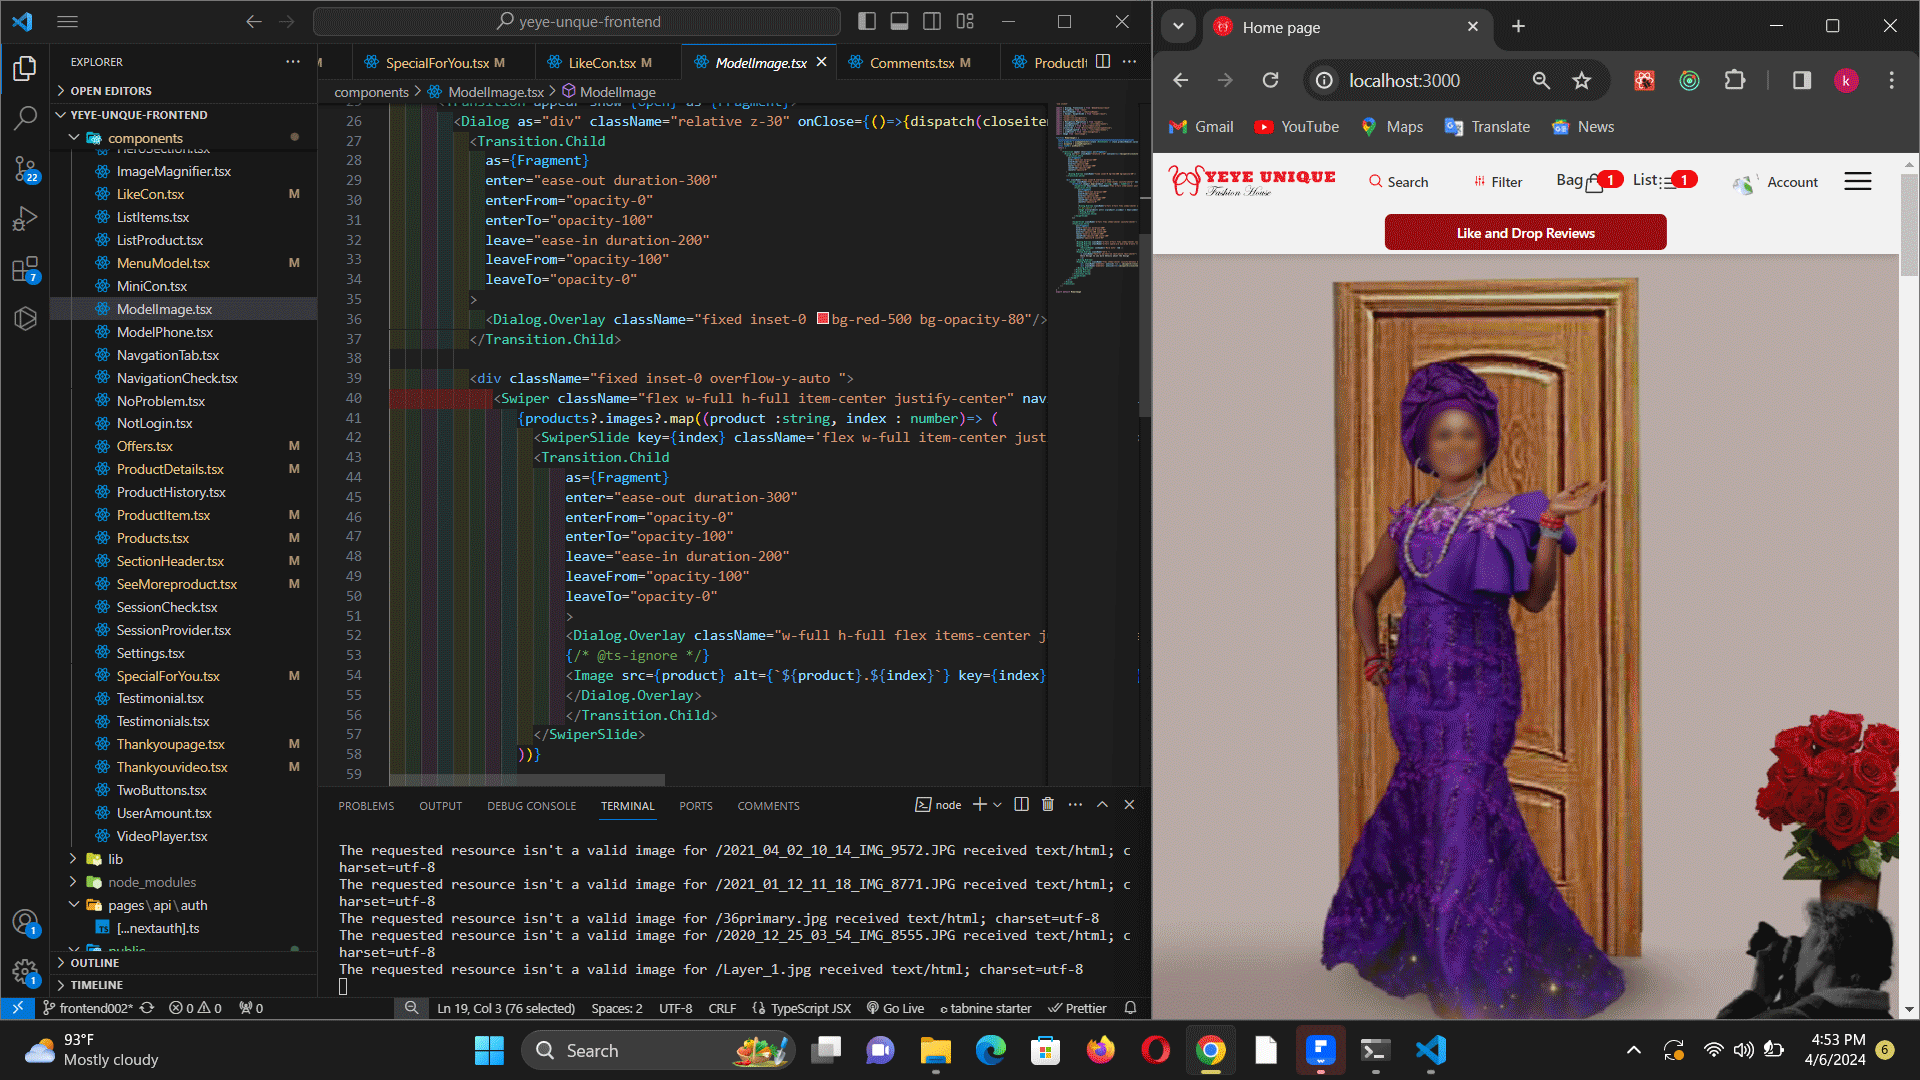 yeye-unque-frontend
EXPLORER
OPEN EDITORS
YEYE-UNQUE-FRONTEND
components
ImageMagnifier.tsx
LikeCon.tsx M
ListItems.tsx
ListProduct.tsx
MenuModel.tsx M
MiniCon.tsx
ModelImage.tsx
ModelPhone.tsx
NavgationTab.tsx
NavigationCheck.tsx
NoProblem.tsx
NotLogin.tsx
Offers.tsx M
ProductDetails.tsx M
ProductHistory.tsx
ProductItem.tsx M
Products.tsx M
SectionHeader.tsx M
SeeMoreproduct.tsx M
SessionCheck.tsx
SessionProvider.tsx
Settings.tsx
SpecialForYou.tsx M
Testimonial.tsx
Testimonials.tsx
Thankyoupage.tsx M
Thankyouvideo.tsx M
TwoButtons.tsx
UserAmount.tsx
VideoPlayer.tsx
lib
node_modules
pages\api\auth
[...nextauth].ts
OUTLINE
TIMELINE
22
7
1
1
SpecialForYou.tsx M
LikeCon.tsx M
ModelImage.tsx
Comments.tsx M
ProductIt
components > ModelImage.tsx > ModelImage
26 <Dialog as="div" className="relative z-30" onClose={()=>{dispatch(closeiter
27 <Transition.Child
28 as={Fragment}
29 enter="ease-out duration-300"
30 enterFrom="opacity-0"
31 enterTo="opacity-100"
32 leave="ease-in duration-200"
33 leaveFrom="opacity-100"
34 leaveTo="opacity-0"
35 >
36 <Dialog.Overlay className="fixed inset-0 bg-red-500 bg-opacity-80"/>
37 </Transition.Child>
38
39 <div className="fixed inset-0 overflow-y-auto ">
40 <Swiper className="flex w-full h-full item-center justify-center" nav
41 {products?.images?.map((product :string, index : number)=> (
42 <SwiperSlide key={index} className='flex w-full item-center just
43 <Transition.Child
44 as={Fragment}
45 enter="ease-out duration-300"
46 enterFrom="opacity-0"
47 enterTo="opacity-100"
48 leave="ease-in duration-200"
49 leaveFrom="opacity-100"
50 leaveTo="opacity-0"
51 >
52 <Dialog.Overlay className="w-full h-full flex items-center j
53 {/* @ts-ignore */}
54 <Image src={product} alt={`${product}.${index}`} key={index}
55 </Dialog.Overlay>
56 </Transition.Child>
57 </SwiperSlide>
58 ))}
59
PROBLEMS OUTPUT DEBUG CONSOLE TERMINAL PORTS COMMENTS node
The requested resource isn't a valid image for /2021_04_02_10_14_IMG_9572.JPG received text/html; c
harset=utf-8
The requested resource isn't a valid image for /2021_01_12_11_18_IMG_8771.JPG received text/html; c
harset=utf-8
The requested resource isn't a valid image for /36primary.jpg received text/html; charset=utf-8
The requested resource isn't a valid image for /2020_12_25_03_54_IMG_8555.JPG received text/html; c
harset=utf-8
The requested resource isn't a valid image for /Layer_1.jpg received text/html; charset=utf-8
frontend002* 0 0 0 Ln 19, Col 3 (76 selected) Spaces: 2 UTF-8 CRLF TypeScript JSX Go Live tabnine starter Prettier
Home page
localhost:3000
k
Gmail YouTube Maps Translate News
YEYE UNIQUE
Fashion House
Search Filter Bag 1 List 1 Account
Like and Drop Reviews
93°F
Mostly cloudy
Search
4:53 PM
4/6/2024
6